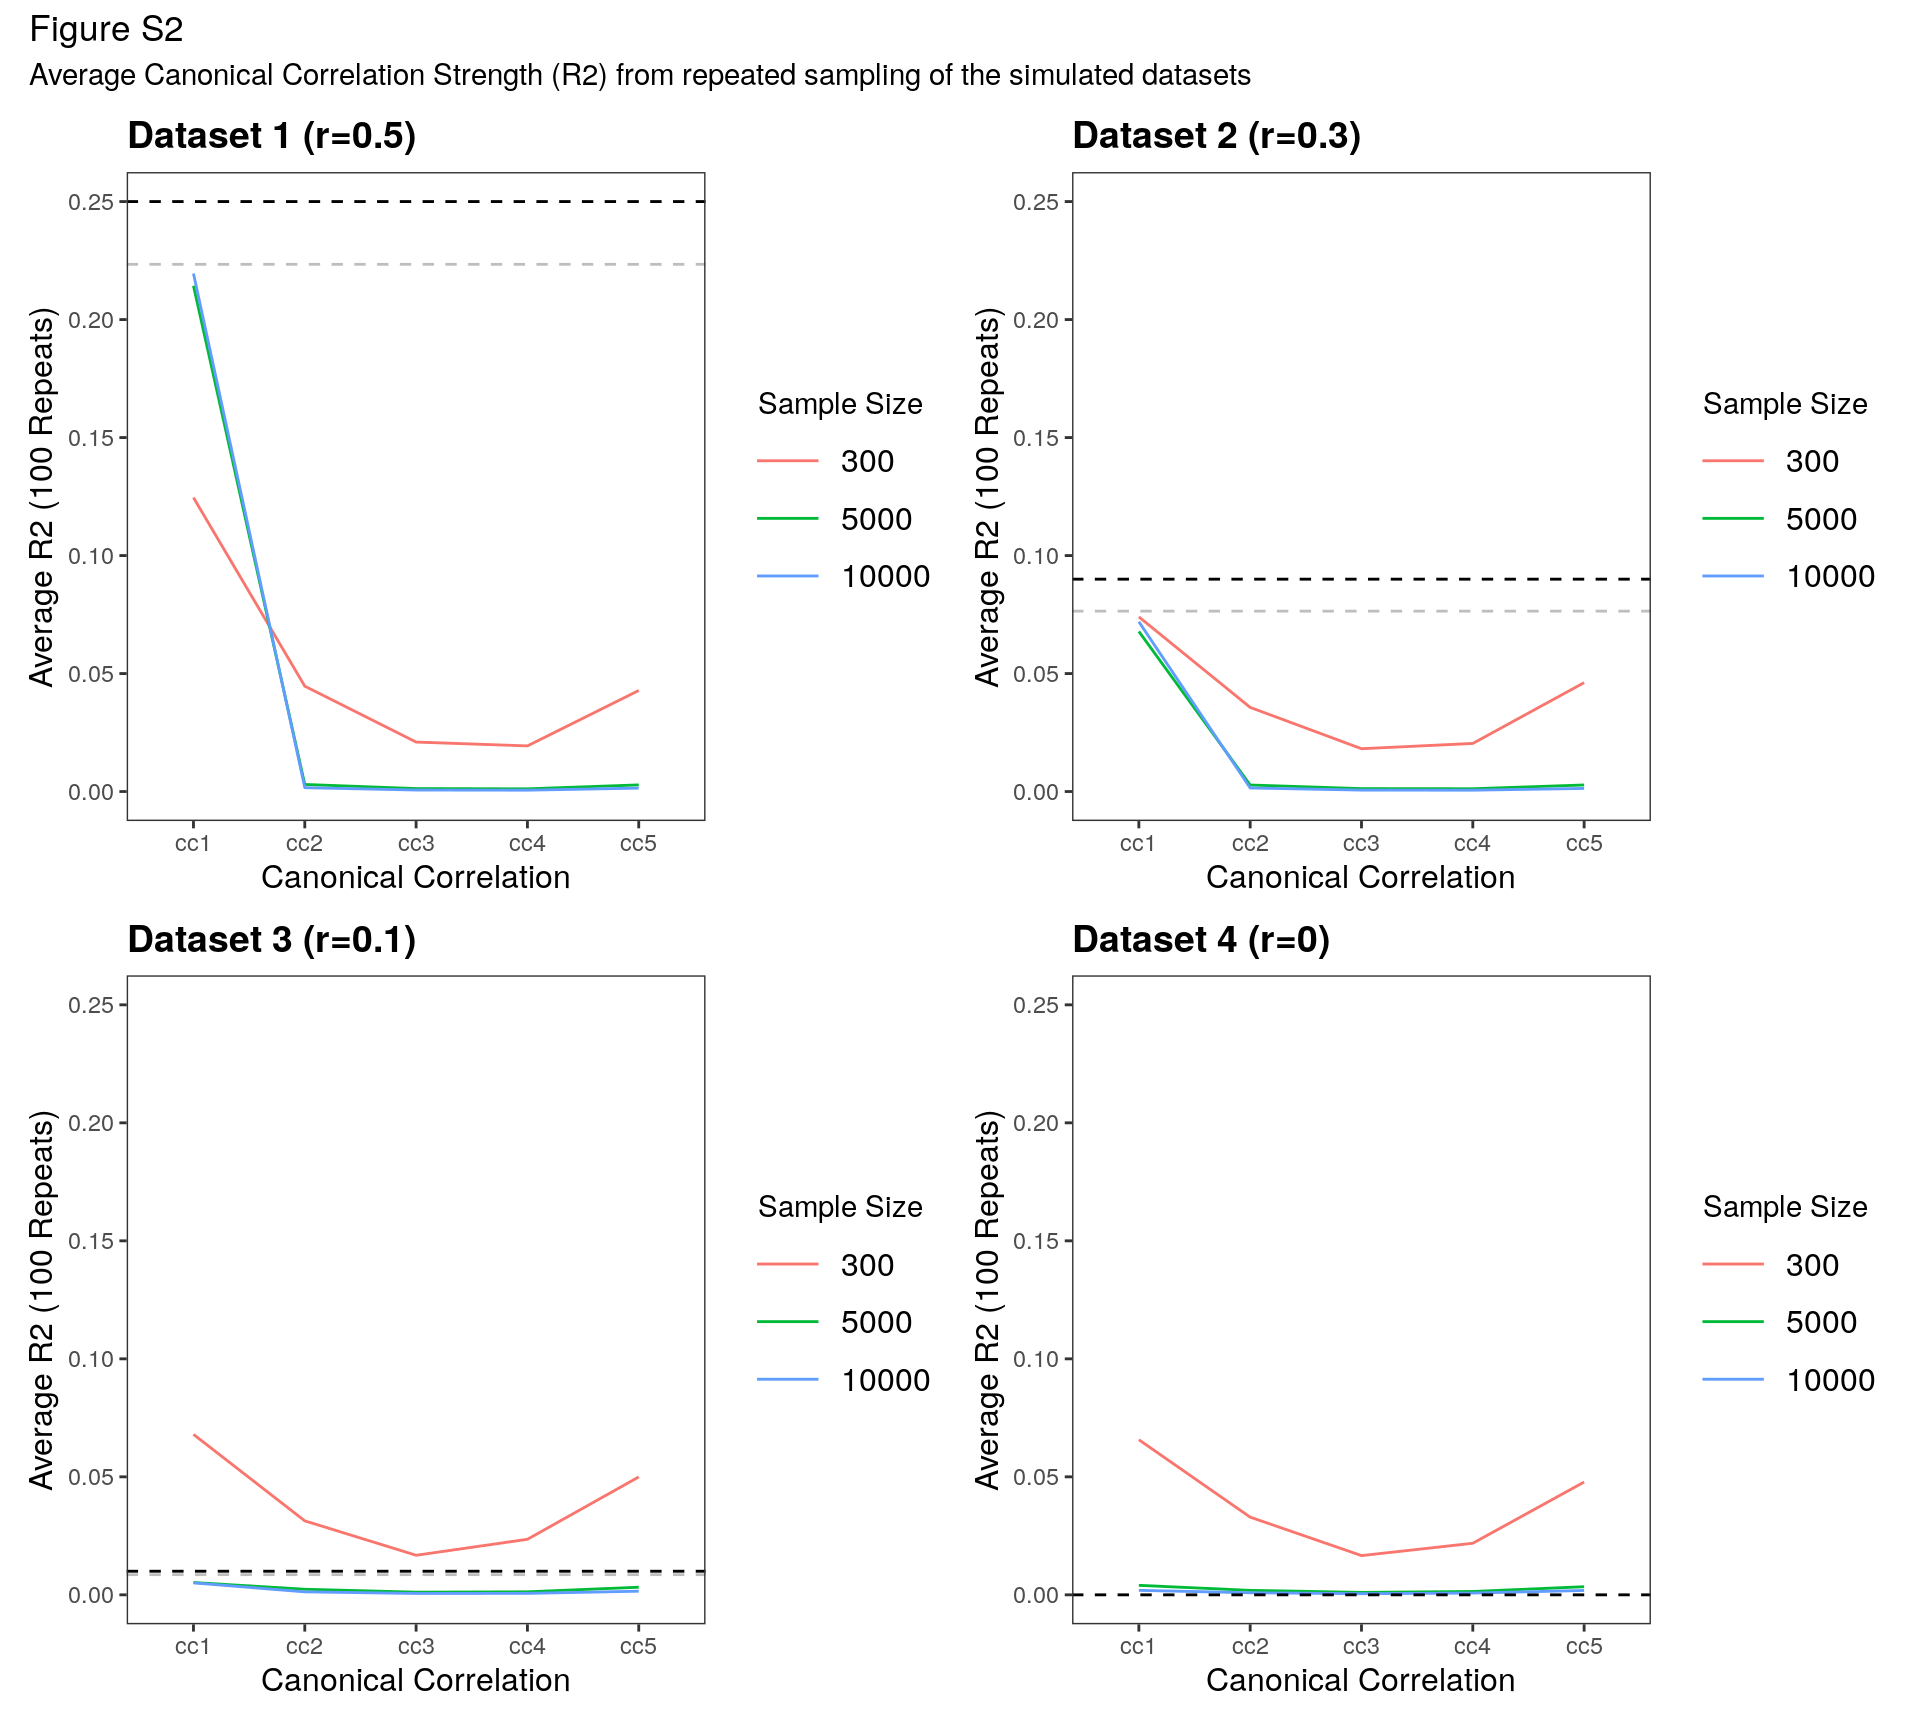 Figure S2
Average Canonical Correlation Strength (R2) from repeated sampling of the simulated datasets
Dataset 1 (r=0.5)
Average R2 (100 Repeats)
0.25
0.20
0.15
0.10
0.05
0.00
cc1 cc2 cc3 cc4 cc5
Canonical Correlation
Sample Size
300
5000
10000
Dataset 2 (r=0.3)
Average R2 (100 Repeats)
0.25
0.20
0.15
0.10
0.05
0.00
cc1 cc2 cc3 cc4 cc5
Canonical Correlation
Sample Size
300
5000
10000
Dataset 3 (r=0.1)
Average R2 (100 Repeats)
0.25
0.20
0.15
0.10
0.05
0.00
cc1 cc2 cc3 cc4 cc5
Canonical Correlation
Sample Size
300
5000
10000
Dataset 4 (r=0)
Average R2 (100 Repeats)
0.25
0.20
0.15
0.10
0.05
0.00
cc1 cc2 cc3 cc4 cc5
Canonical Correlation
Sample Size
300
5000
10000